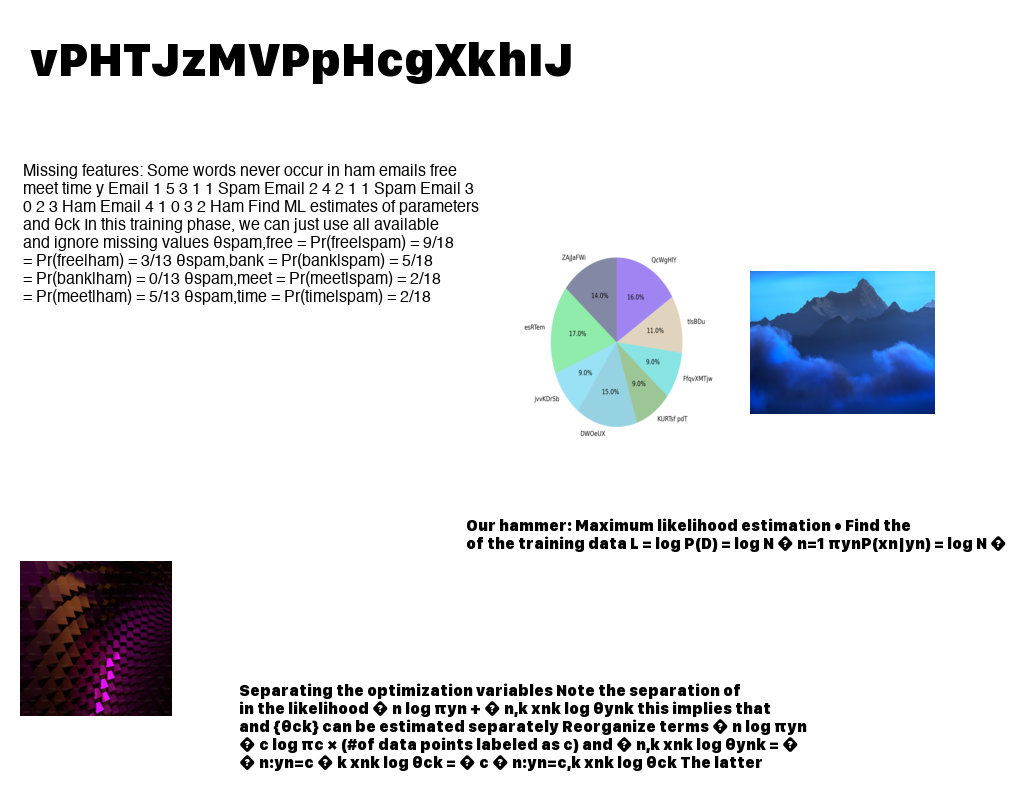 vPHTJzMVPpHcgXkhIJ
Missing features: Some words never occur in ham emails free
meet time y Email 1 5 3 1 1 Spam Email 2 4 2 1 1 Spam Email 3
0 2 3 Ham Email 4 1 0 3 2 Ham Find ML estimates of parameters
and θck In this training phase, we can just use all available
and ignore missing values θspam,free = Pr(free|spam) = 9/18
= Pr(free|ham) = 3/13 θspam,bank = Pr(bank|spam) = 5/18
= Pr(bank|ham) = 0/13 θspam,meet = Pr(meet|spam) = 2/18
= Pr(meet|ham) = 5/13 θspam,time = Pr(time|spam) = 2/18
ZAjJaFWi
QcWgHIY
14.0%
16.0%
tlsBDu
esRTem
11.0%
17.0%
9.0%
9.0%
FfqvXMTjw
9.0%
15.0%
jvvKDrSb
KURTsf pdT
DWOeUX
Our hammer: Maximum likelihood estimation • Find the
of the training data L = log P(D) = log N � n=1 πynP(xn|yn) = log N �
Separating the optimization variables Note the separation of
in the likelihood � n log πyn + � n,k xnk log θynk this implies that
and {θck} can be estimated separately Reorganize terms � n log πyn
� c log πc × (#of data points labeled as c) and � n,k xnk log θynk = �
� n:yn=c � k xnk log θck = � c � n:yn=c,k xnk log θck The latter